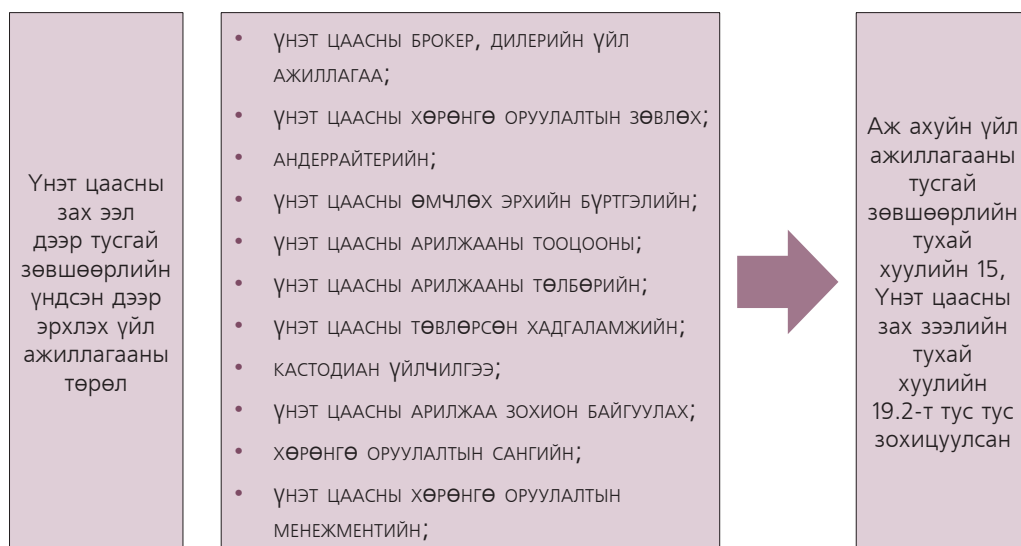 Үнэт цаасны
зах ээл
дээр тусгай
зөвшөөрлийн
үндсэн дээр
эрхлэх үйл
ажиллагааны
төрөл
• ҮНЭТ ЦААСНЫ БРОКЕР, ДИЛЕРИЙН ҮЙЛ
АЖИЛЛАГАА;
• ҮНЭТ ЦААСНЫ ХӨРӨНГӨ ОРУУЛАЛТЫН ЗӨВЛӨХ;
• АНДЕРРАЙТЕРИЙН;
• ҮНЭТ ЦААСНЫ ӨМЧЛӨХ ЭРХИЙН БҮРТГЭЛИЙН;
• ҮНЭТ ЦААСНЫ АРИЛЖААНЫ ТООЦООНЫ;
• ҮНЭТ ЦААСНЫ АРИЛЖААНЫ ТӨЛБӨРИЙН;
• ҮНЭТ ЦААСНЫ ТӨВЛӨРСӨН ХАДГАЛАМЖИЙН;
• КАСТОДИАН ҮЙЛЧИЛГЭЭ;
• ҮНЭТ ЦААСНЫ АРИЛЖАА ЗОХИОН БАЙГУУЛАХ;
• ХӨРӨНГӨ ОРУУЛАЛТЫН САНГИЙН;
• ҮНЭТ ЦААСНЫ ХӨРӨНГӨ ОРУУЛАЛТЫН
МЕНЕЖМЕНТИЙН;
Аж ахуйн үйл
ажиллагааны
тусгай
зөвшөөрлийн
тухай
хуулийн 15,
Үнэт цаасны
зах зээлийн
тухай
хуулийн
19.2-т тус тус
зохицуулсан